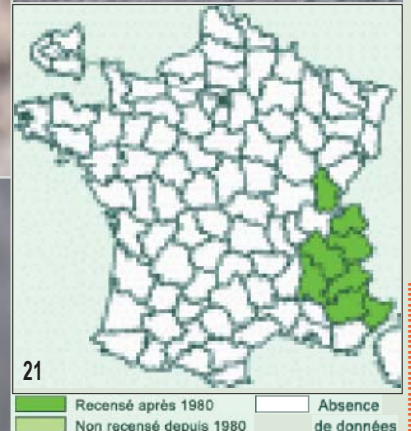 21
Recensé après 1980
Absence
Non recensé depuis 1980
de données